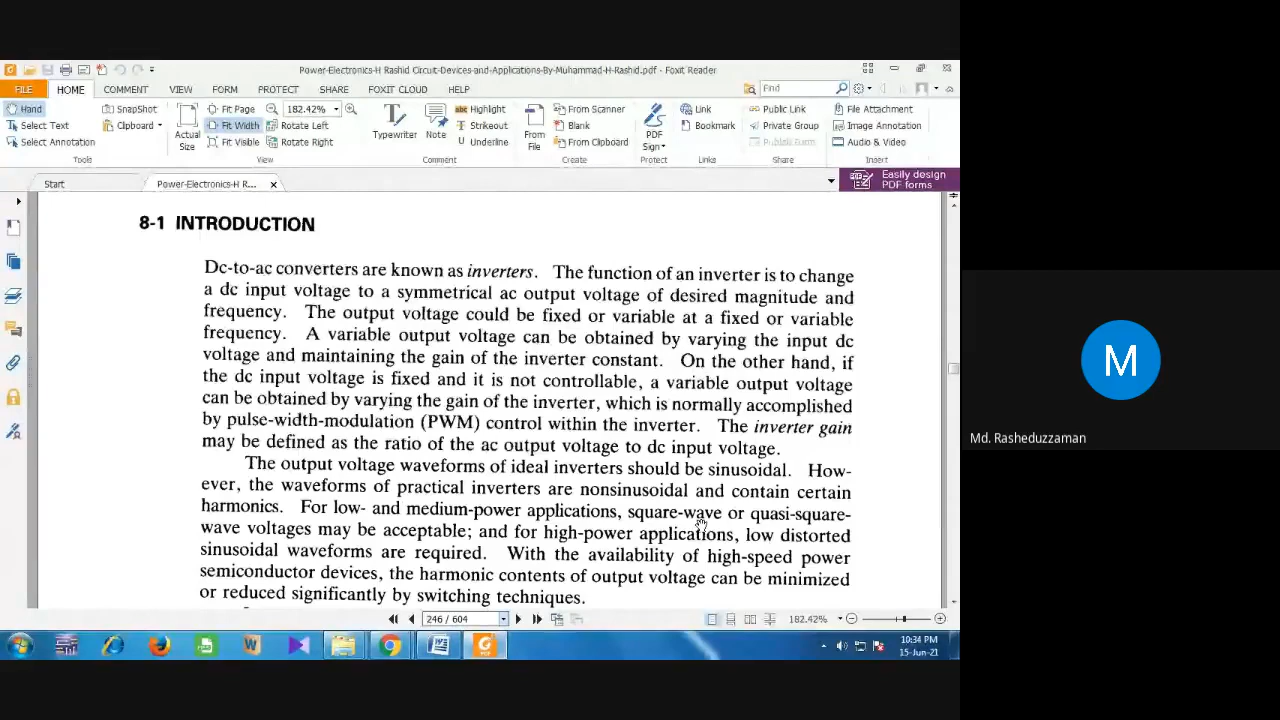 Power-Electronics-H Rashid Circuit-Devices-and-Applications-By-Muhammad-H-Rashid.pdf - Foxit Reader
FILE HOME COMMENT VIEW FORM PROTECT SHARE FOXIT CLOUD HELP Find
Hand SnapShot Fit Page 182.42% Highlight From Scanner Link Public Link File Attachment
Select Text Clipboard Actual Size Fit Width Rotate Left Typewriter Note Strikeout From File Blank PDF Sign Bookmark Private Group Image Annotation
Select Annotation Fit Visible Rotate Right Underline From Clipboard Publish Form Audio & Video
Tools View Comment Create Protect Links Share Insert
Start Power-Electronics-H R... Easily design PDF forms
8-1 INTRODUCTION
Dc-to-ac converters are known as inverters. The function of an inverter is to change
a dc input voltage to a symmetrical ac output voltage of desired magnitude and
frequency. The output voltage could be fixed or variable at a fixed or variable
frequency. A variable output voltage can be obtained by varying the input dc
voltage and maintaining the gain of the inverter constant. On the other hand, if
the dc input voltage is fixed and it is not controllable, a variable output voltage
can be obtained by varying the gain of the inverter, which is normally accomplished
by pulse-width-modulation (PWM) control within the inverter. The inverter gain
may be defined as the ratio of the ac output voltage to dc input voltage.
The output voltage waveforms of ideal inverters should be sinusoidal. How-
ever, the waveforms of practical inverters are nonsinusoidal and contain certain
harmonics. For low- and medium-power applications, square-wave or quasi-square-
wave voltages may be acceptable; and for high-power applications, low distorted
sinusoidal waveforms are required. With the availability of high-speed power
semiconductor devices, the harmonic contents of output voltage can be minimized
or reduced significantly by switching techniques.
246 / 604 182.42%
10:34 PM
15-Jun-21
M
Md. Rasheduzzaman